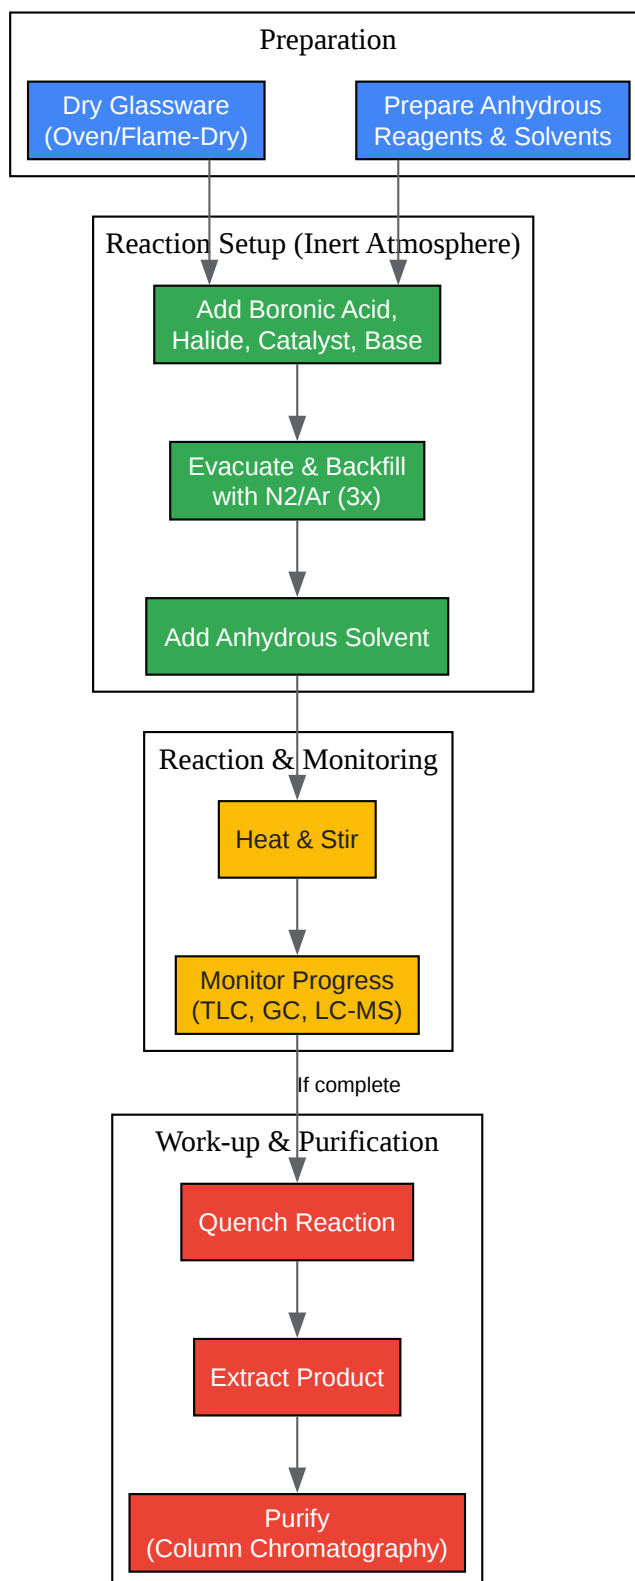 Preparation
Dry Glassware
(Oven/Flame-Dry)
Prepare Anhydrous
Reagents & Solvents
Reaction Setup (Inert Atmosphere)
Add Boronic Acid,
Halide, Catalyst, Base
Evacuate & Backfill
with N2/Ar (3x)
Add Anhydrous Solvent
Reaction & Monitoring
Heat & Stir
Monitor Progress
(TLC, GC, LC-MS)
If complete
Work-up & Purification
Quench Reaction
Extract Product
Purify
(Column Chromatography)